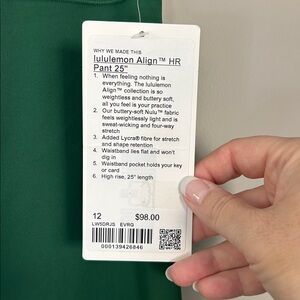 WHY WE MADE THIS
lululemon Align™ HR
Pant 25"
1. When feeling nothing is
everything. The lululemon
Align™ collection is so
weightless and buttery soft,
all you feel is your practice
2. Our buttery-soft Nulu™ fabric
feels weightlessly light and is
sweat-wicking and four-way
stretch
3. Added Lycra® fibre for stretch
and shape retention
4. Waistband lies flat and won't
dig in
5. Waistband pocket holds your key
or card
6. High rise, 25" length
12 $98.00
LW5DRJS EVRG
000139426846